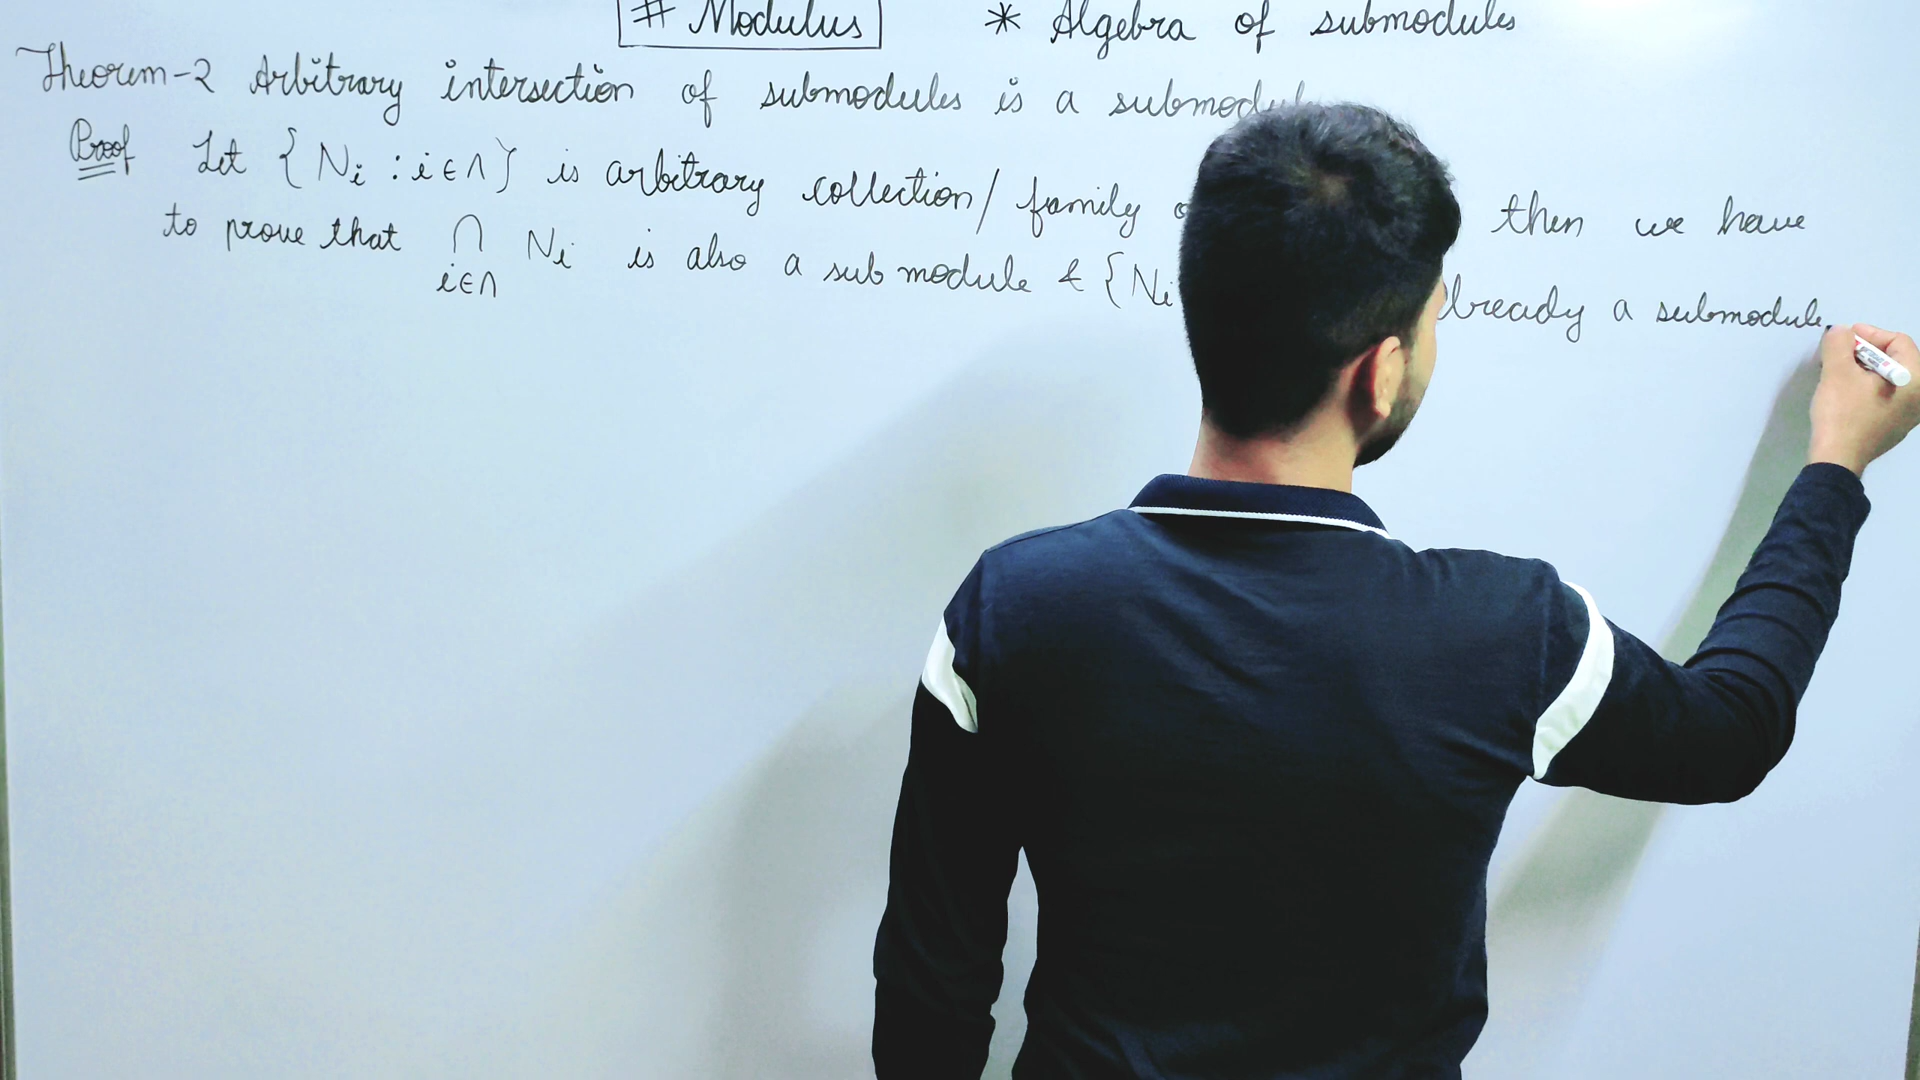 # Modulus * Algebra of submodules
Theorem-2 Arbitrary intersection of submodules is a
Proof Let { Ni : i ∈ Λ } is arbitrary collection/ family then we have
to prove that ∩ Ni is also a sub module & { Ni already a submodule.
i ∈ Λ